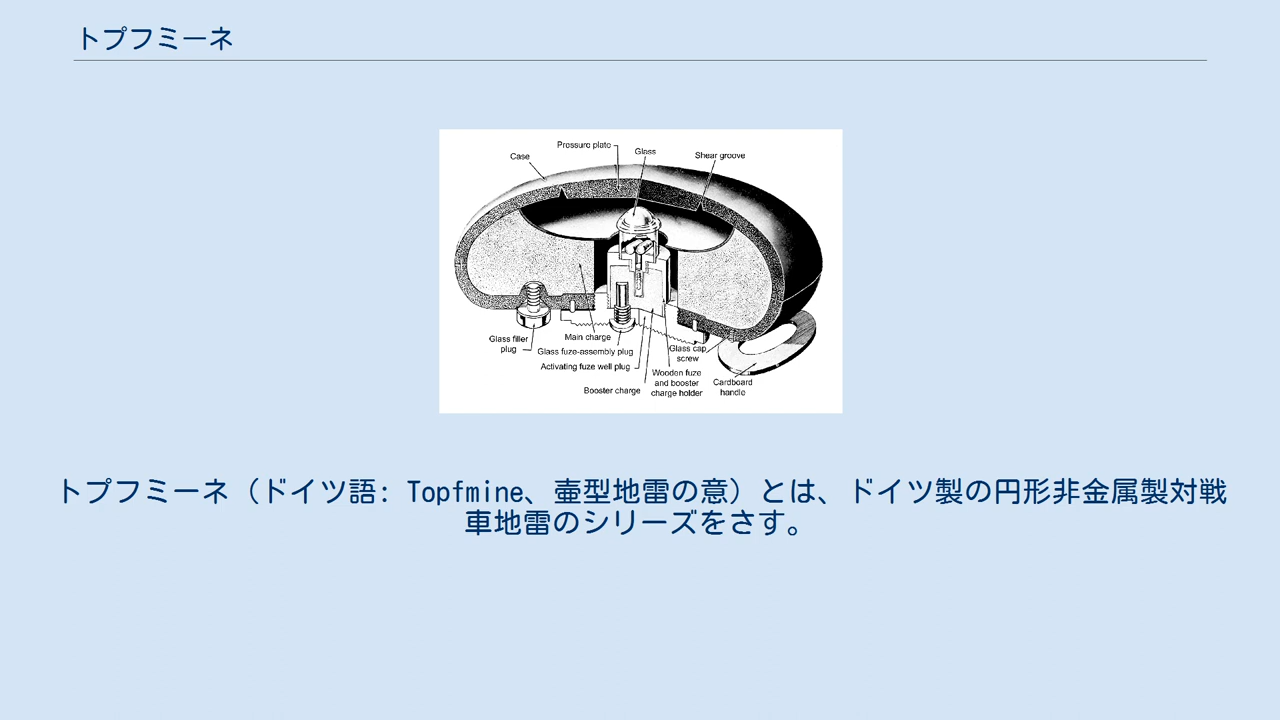 トプフミーネ
Pressure plate
Glass
Case
Shear groove
Glass filler
plug
Main charge
Glass fuze-assembly plug
Activating fuze well plug
Booster charge
Glass cap
screw
Wooden fuze
and booster
charge holder
Cardboard
handle
トプフミーネ（ドイツ語: Topfmine、壷型地雷の意）とは、ドイツ製の円形非金属製対戦
車地雷のシリーズをさす。